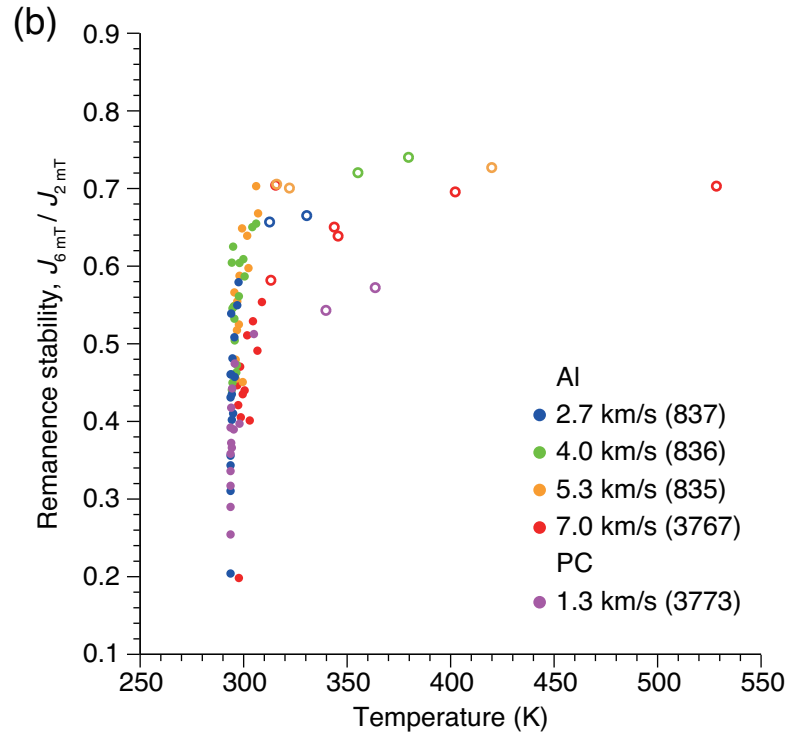 (b)
0.9
0.8
0.7
0.6
0.5
0.4
0.3
0.2
0.1
Remanence stability, J6 mT / J2 mT
250
300
350
400
450
500
550
Temperature (K)
Al
2.7 km/s (837)
4.0 km/s (836)
5.3 km/s (835)
7.0 km/s (3767)
PC
1.3 km/s (3773)